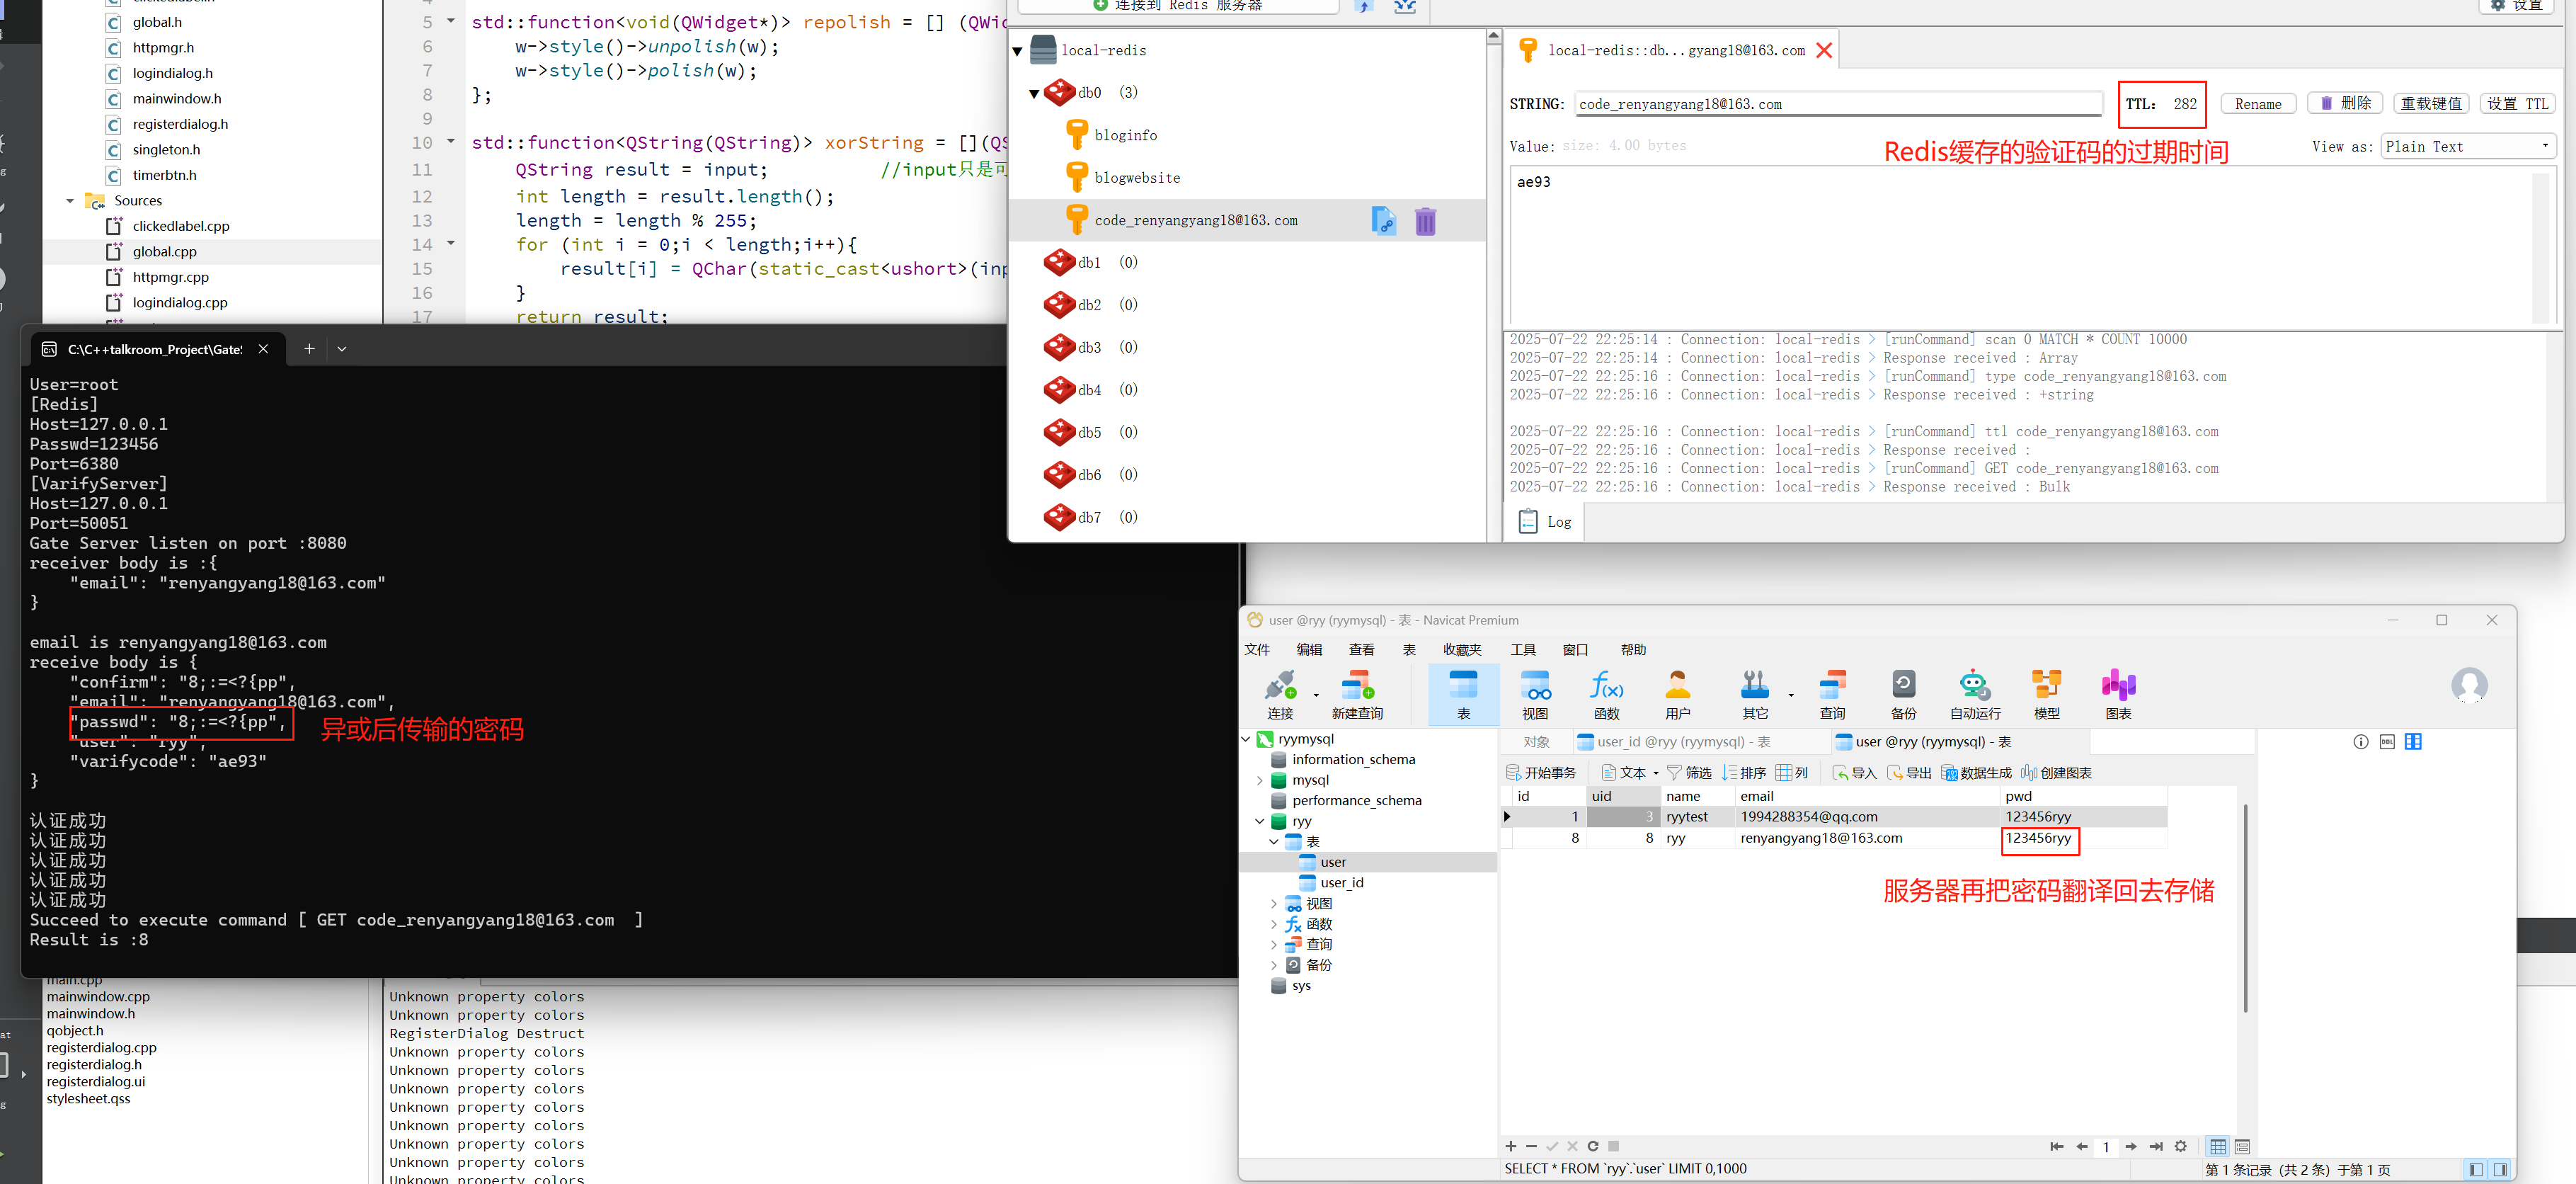 global.h
httpmgr.h
logindialog.h
mainwindow.h
registerdialog.h
singleton.h
timerbtn.h
Sources
clickedlabel.cpp
global.cpp
httpmgr.cpp
logindialog.cpp
5 std::function<void(QWidget*)> repolish = [] (QWid
6 w->style()->unpolish(w);
7 w->style()->polish(w);
8 };
9
10 std::function<QString(QString)> xorString = [](QS
11 QString result = input; //input只是可
12 int length = result.length();
13 length = length % 255;
14 for (int i = 0;i < length;i++){
15 result[i] = QChar(static_cast<ushort>(inp
16 }
17 return result;
连接到 Redis 服务器
设置
local-redis
db0 (3)
bloginfo
blogwebsite
code_renyangyang18@163.com
db1 (0)
db2 (0)
db3 (0)
db4 (0)
db5 (0)
db6 (0)
db7 (0)
local-redis::db...gyang18@163.com
STRING: code_renyangyang18@163.com TTL: 282 Rename 删除 重载键值 设置 TTL
Redis缓存的验证码的过期时间
Value: size: 4.00 bytes View as: Plain Text
ae93
2025-07-22 22:25:14 : Connection: local-redis > [runCommand] scan 0 MATCH * COUNT 10000
2025-07-22 22:25:14 : Connection: local-redis > Response received : Array
2025-07-22 22:25:16 : Connection: local-redis > [runCommand] type code_renyangyang18@163.com
2025-07-22 22:25:16 : Connection: local-redis > Response received : +string
2025-07-22 22:25:16 : Connection: local-redis > [runCommand] ttl code_renyangyang18@163.com
2025-07-22 22:25:16 : Connection: local-redis > Response received :
2025-07-22 22:25:16 : Connection: local-redis > [runCommand] GET code_renyangyang18@163.com
2025-07-22 22:25:16 : Connection: local-redis > Response received : Bulk
Log
C:\C++talkroom_Project\Gate
User=root
[Redis]
Host=127.0.0.1
Passwd=123456
Port=6380
[VarifyServer]
Host=127.0.0.1
Port=50051
Gate Server listen on port :8080
receiver body is :{
"email": "renyangyang18@163.com"
}
email is renyangyang18@163.com
receive body is {
"confirm": "8;:=<?{pp",
"email": "renyangyang18@163.com",
"passwd": "8;:=<?{pp",
异或后传输的密码
"user": "ryy",
"varifycode": "ae93"
}
认证成功
认证成功
认证成功
认证成功
认证成功
Succeed to execute command [ GET code_renyangyang18@163.com ]
Result is :8
user @ryy (ryymysql) - 表 - Navicat Premium
文件 编辑 查看 表 收藏夹 工具 窗口 帮助
连接 新建查询 表 视图 函数 用户 其它 查询 备份 自动运行 模型 图表
ryymysql
information_schema
mysql
performance_schema
ryy
表
user
user_id
视图
函数
查询
备份
sys
对象 user_id @ryy (ryymysql) - 表 user @ryy (ryymysql) - 表
开始事务 文本 筛选 排序 列 导入 导出 数据生成 创建图表
id uid name email pwd
1 3 ryytest 1994288354@qq.com 123456ryy
8 8 ryy renyangyang18@163.com 123456ryy
服务器再把密码翻译回去存储
1
SELECT * FROM `ryy`.`user` LIMIT 0,1000
第 1 条记录 (共 2 条) 于第 1 页
main.cpp
mainwindow.cpp
mainwindow.h
qobject.h
registerdialog.cpp
registerdialog.h
registerdialog.ui
stylesheet.qss
Unknown property colors
Unknown property colors
RegisterDialog Destruct
Unknown property colors
Unknown property colors
Unknown property colors
Unknown property colors
Unknown property colors
Unknown property colors
Unknown property colors
Unknown property colors